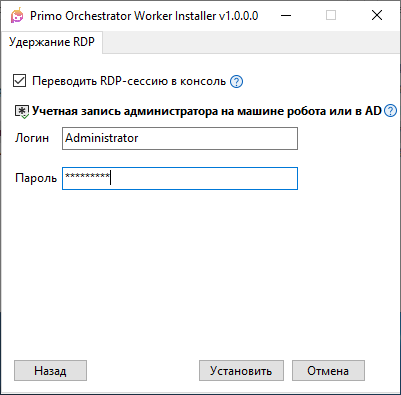 Primo Orchestrator Worker Installer v1.0.0.0
Удержание RDP
Переводить RDP-сессию в консоль ?
Учетная запись администратора на машине робота или в AD ?
Логин Administrator
Пароль *********
Назад Установить Отмена